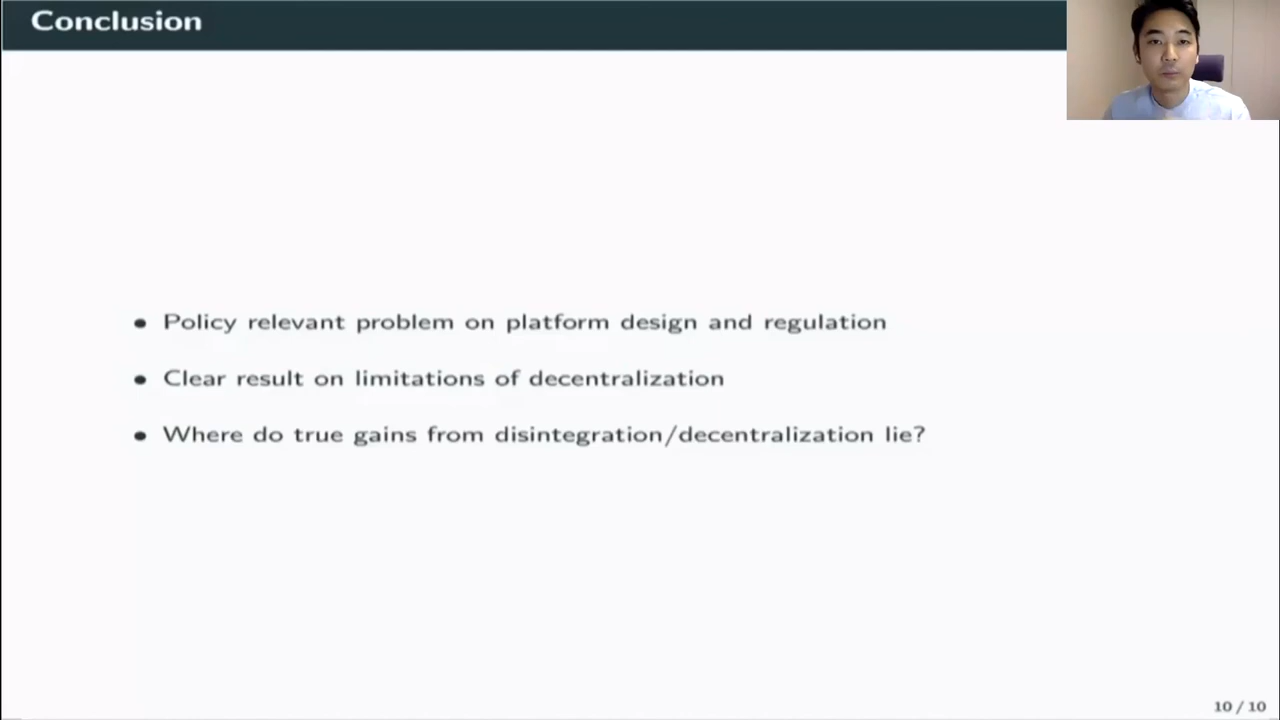 Conclusion
• Policy relevant problem on platform design and regulation
• Clear result on limitations of decentralization
• Where do true gains from disintegration/decentralization lie?
10 / 10